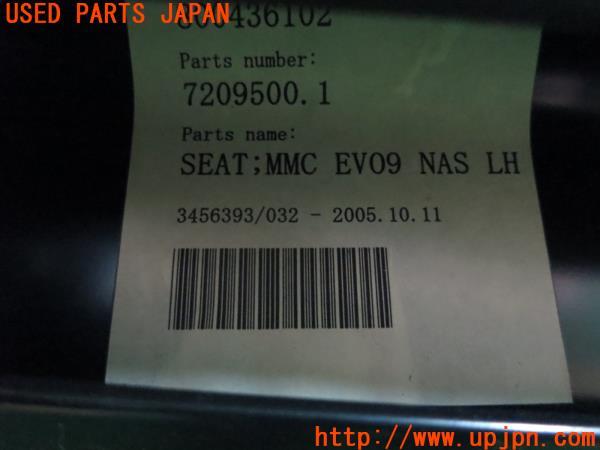 USED PARTS JAPAN
800436102
Parts number:
7209500.1
Parts name:
SEAT;MMC EVO9 NAS LH
3456393/032 - 2005.10.11
http://www.upjpn.com